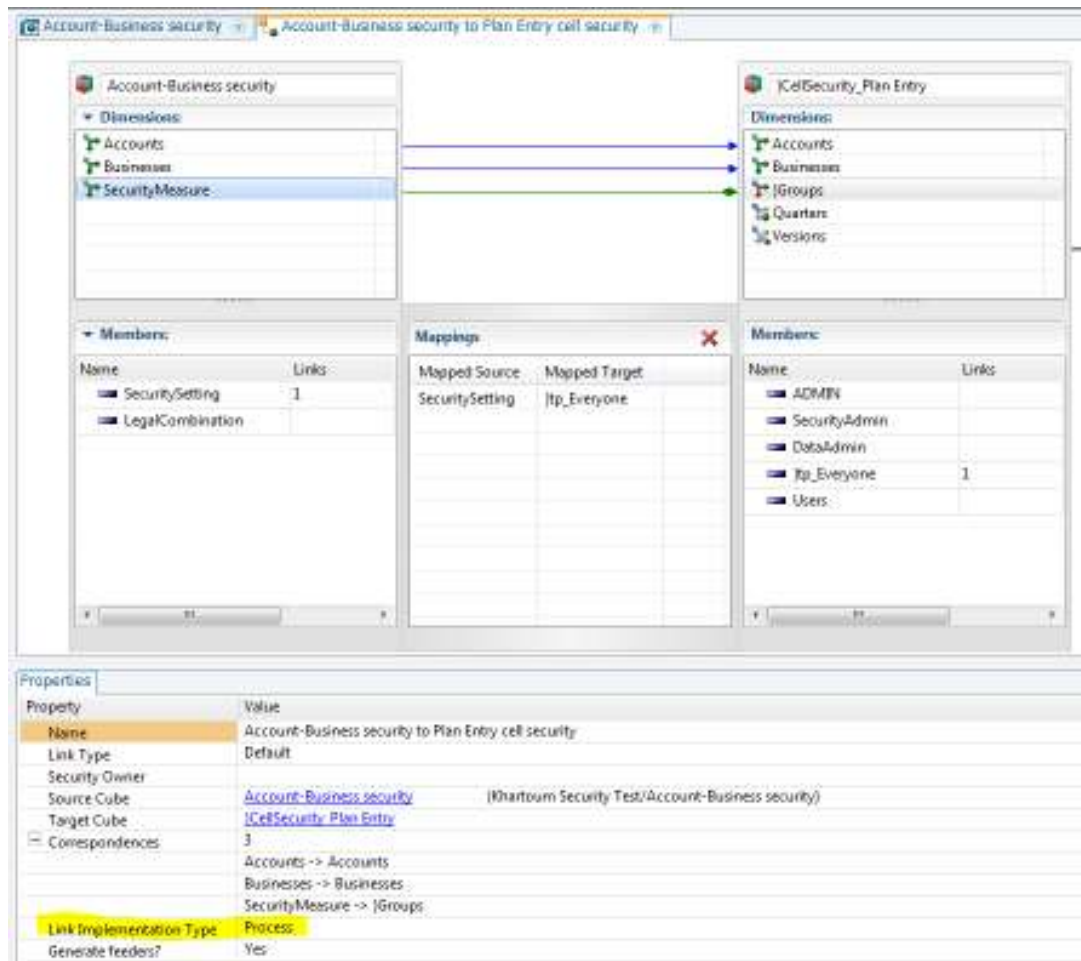 Account-Business security
Account-Business security to Plan Entry cell security
Account-Business security
Dimensions:
Accounts
Businesses
SecurityMeasure
}CellSecurity_Plan Entry
Dimensions:
Accounts
Businesses
}Groups
Quarters
Versions
Members:
Name Links
SecuritySetting 1
LegalCombination
Mappings
Mapped Source Mapped Target
SecuritySetting }tp_Everyone
Members:
Name Links
ADMIN
SecurityAdmin
DataAdmin
}tp_Everyone 1
Users
Properties
Property Value
Name Account-Business security to Plan Entry cell security
Link Type Default
Security Owner
Source Cube Account-Business security (Khartoum Security Test/Account-Business security)
Target Cube }CellSecurity_Plan Entry
Correspondences 3
Accounts -> Accounts
Businesses -> Businesses
SecurityMeasure -> }Groups
Link Implementation Type Process
Generate feeders? Yes